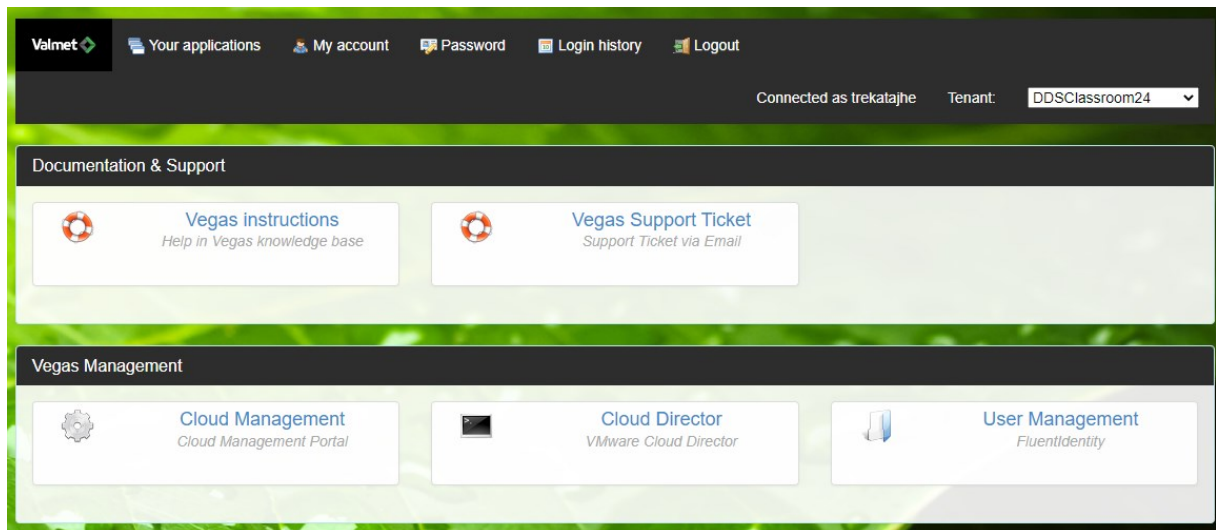 Valmet Your applications My account Password Login history Logout
Connected as trekatajhe Tenant: DDSClassroom24
Documentation & Support
Vegas instructions
Help in Vegas knowledge base
Vegas Support Ticket
Support Ticket via Email
Vegas Management
Cloud Management
Cloud Management Portal
Cloud Director
VMware Cloud Director
User Management
FluentIdentity